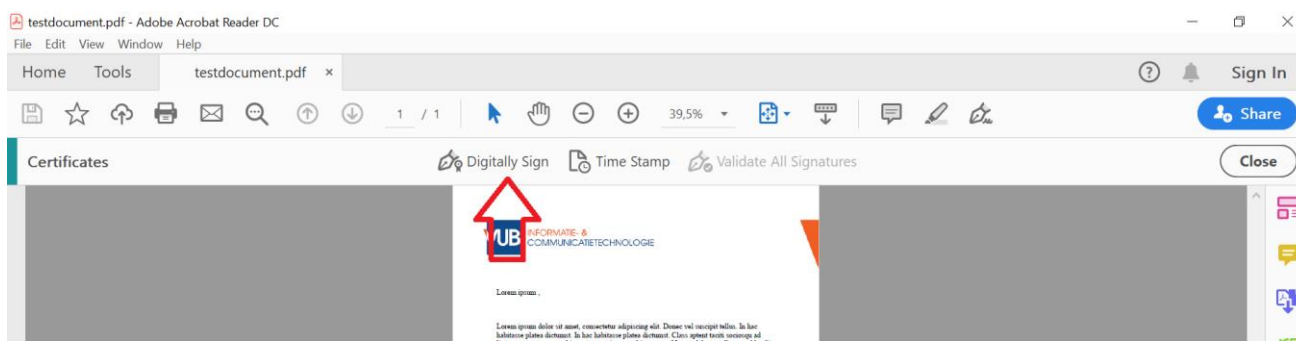 testdocument.pdf - Adobe Acrobat Reader DC
File Edit View Window Help
Home Tools testdocument.pdf × Sign In
1 / 1 39,5% Share
Certificates Digitally Sign Time Stamp Validate All Signatures Close
VUB INFORMATIE- &
COMMUNICATIETECHNOLOGIE
Lorem ipsum ,
Lorem ipsum dolor sit amet, consectetur adipiscing elit. Donec vel suscipit tellus. In hac
habitasse platea dictumst. In hac habitasse platea dictumst. Class aptent taciti sociosqu ad